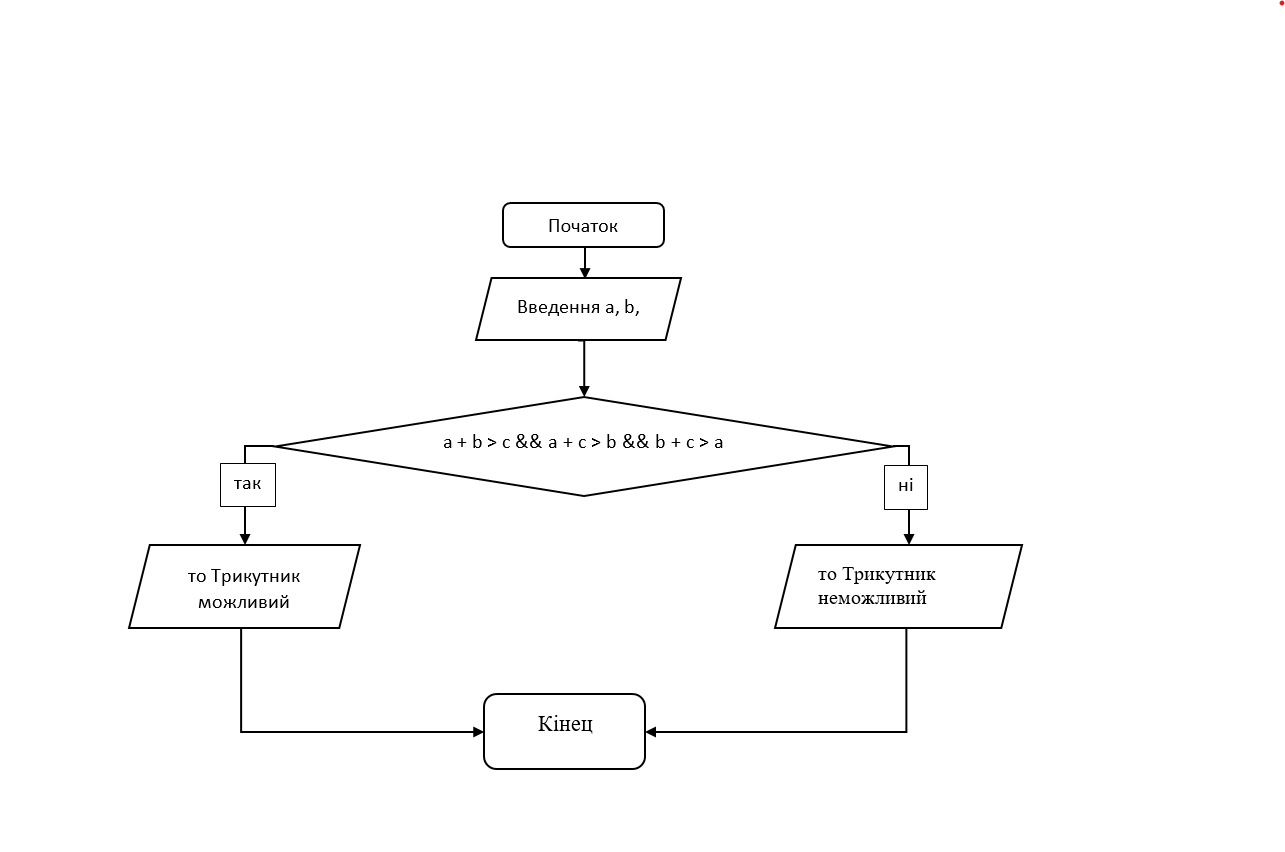 Початок
Введення a, b,
a + b > c && a + c > b && b + c > a
так
ні
то Трикутник
можливий
то Трикутник
неможливий
Кінец